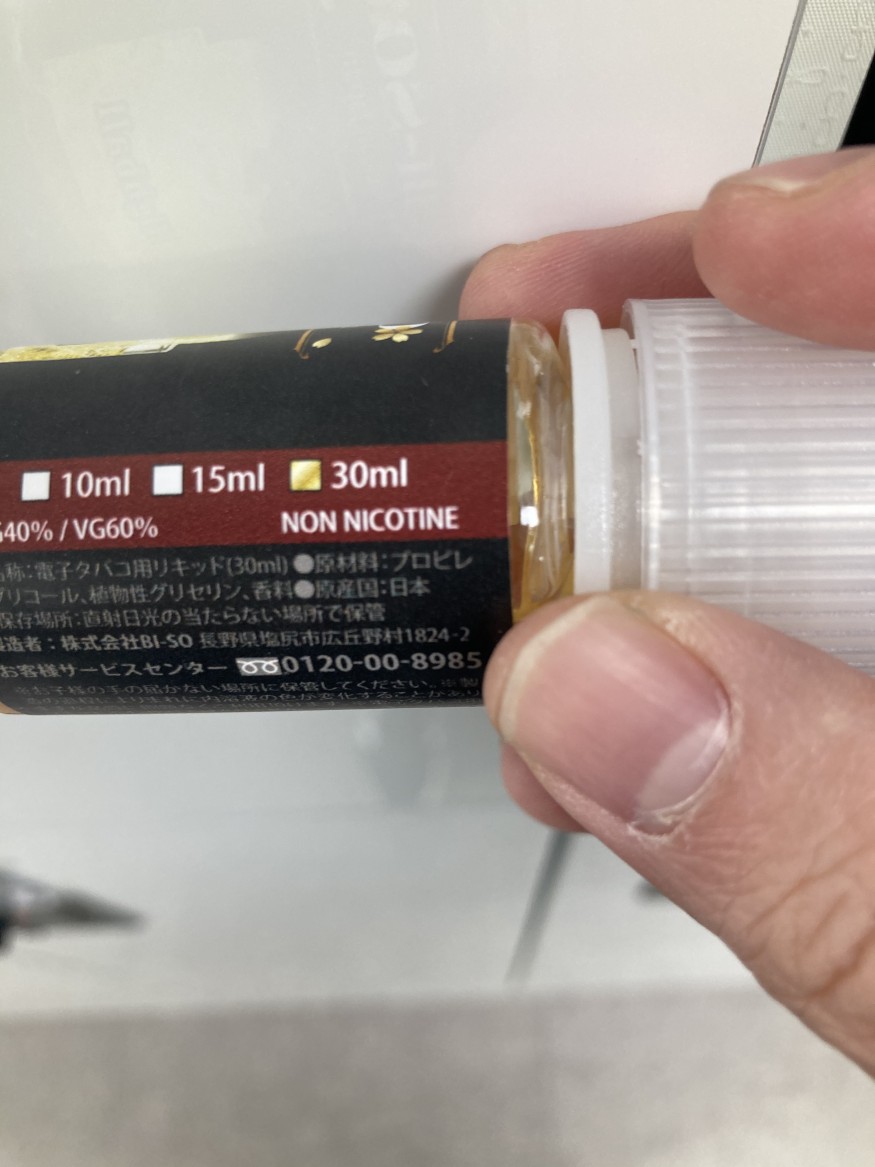 10ml 15ml 30ml
G40% / VG60% NON NICOTINE
名称：電子タバコ用リキッド(30ml)●原材料：プロピレ
グリコール、植物性グリセリン、香料●原産国：日本
保存場所：直射日光の当たらない場所で保管
製造者：株式会社BI-SO 長野県塩尻市広丘野村1824-2
お客様サービスセンター 0120-00-8985
※お子様の手の届かない場所に保管してください。※製